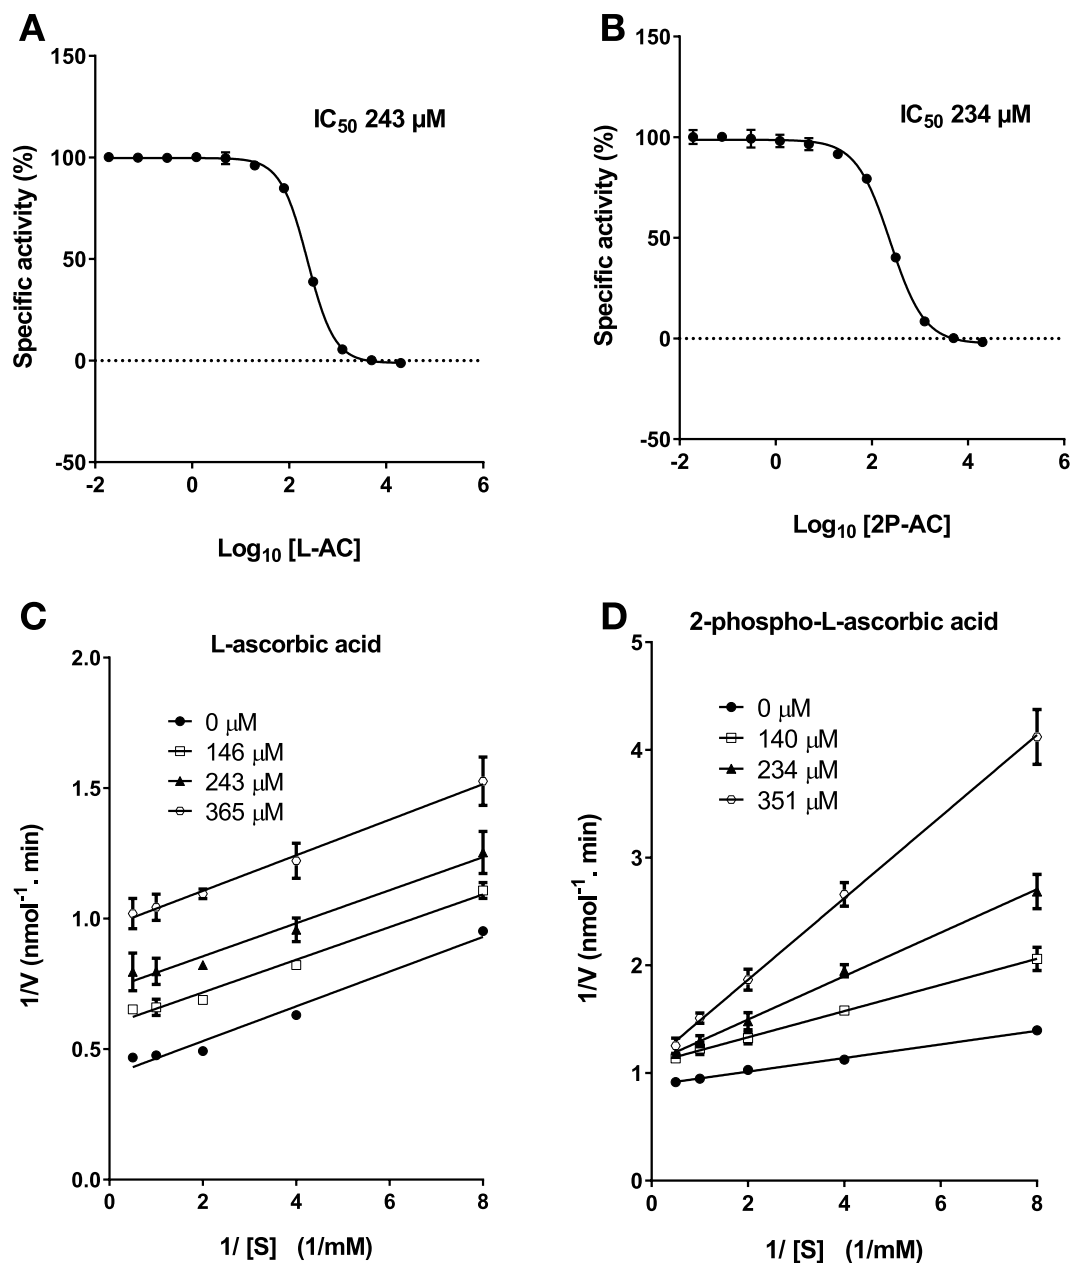 A
150
100
50
0
-50
-2 0 2 4 6
Specific activity (%)
IC50 243 µM
Log10 [L-AC]
B
150
100
50
0
-50
-2 0 2 4 6
Specific activity (%)
IC50 234 µM
Log10 [2P-AC]
C
L-ascorbic acid
2.0
1.5
1.0
0.5
0.0
0 2 4 6 8
0 µM
146 µM
243 µM
365 µM
1/V (nmol-1. min)
1/ [S] (1/mM)
D
2-phospho-L-ascorbic acid
5
4
3
2
1
0
0 2 4 6 8
0 µM
140 µM
234 µM
351 µM
1/V (nmol-1. min)
1/ [S] (1/mM)